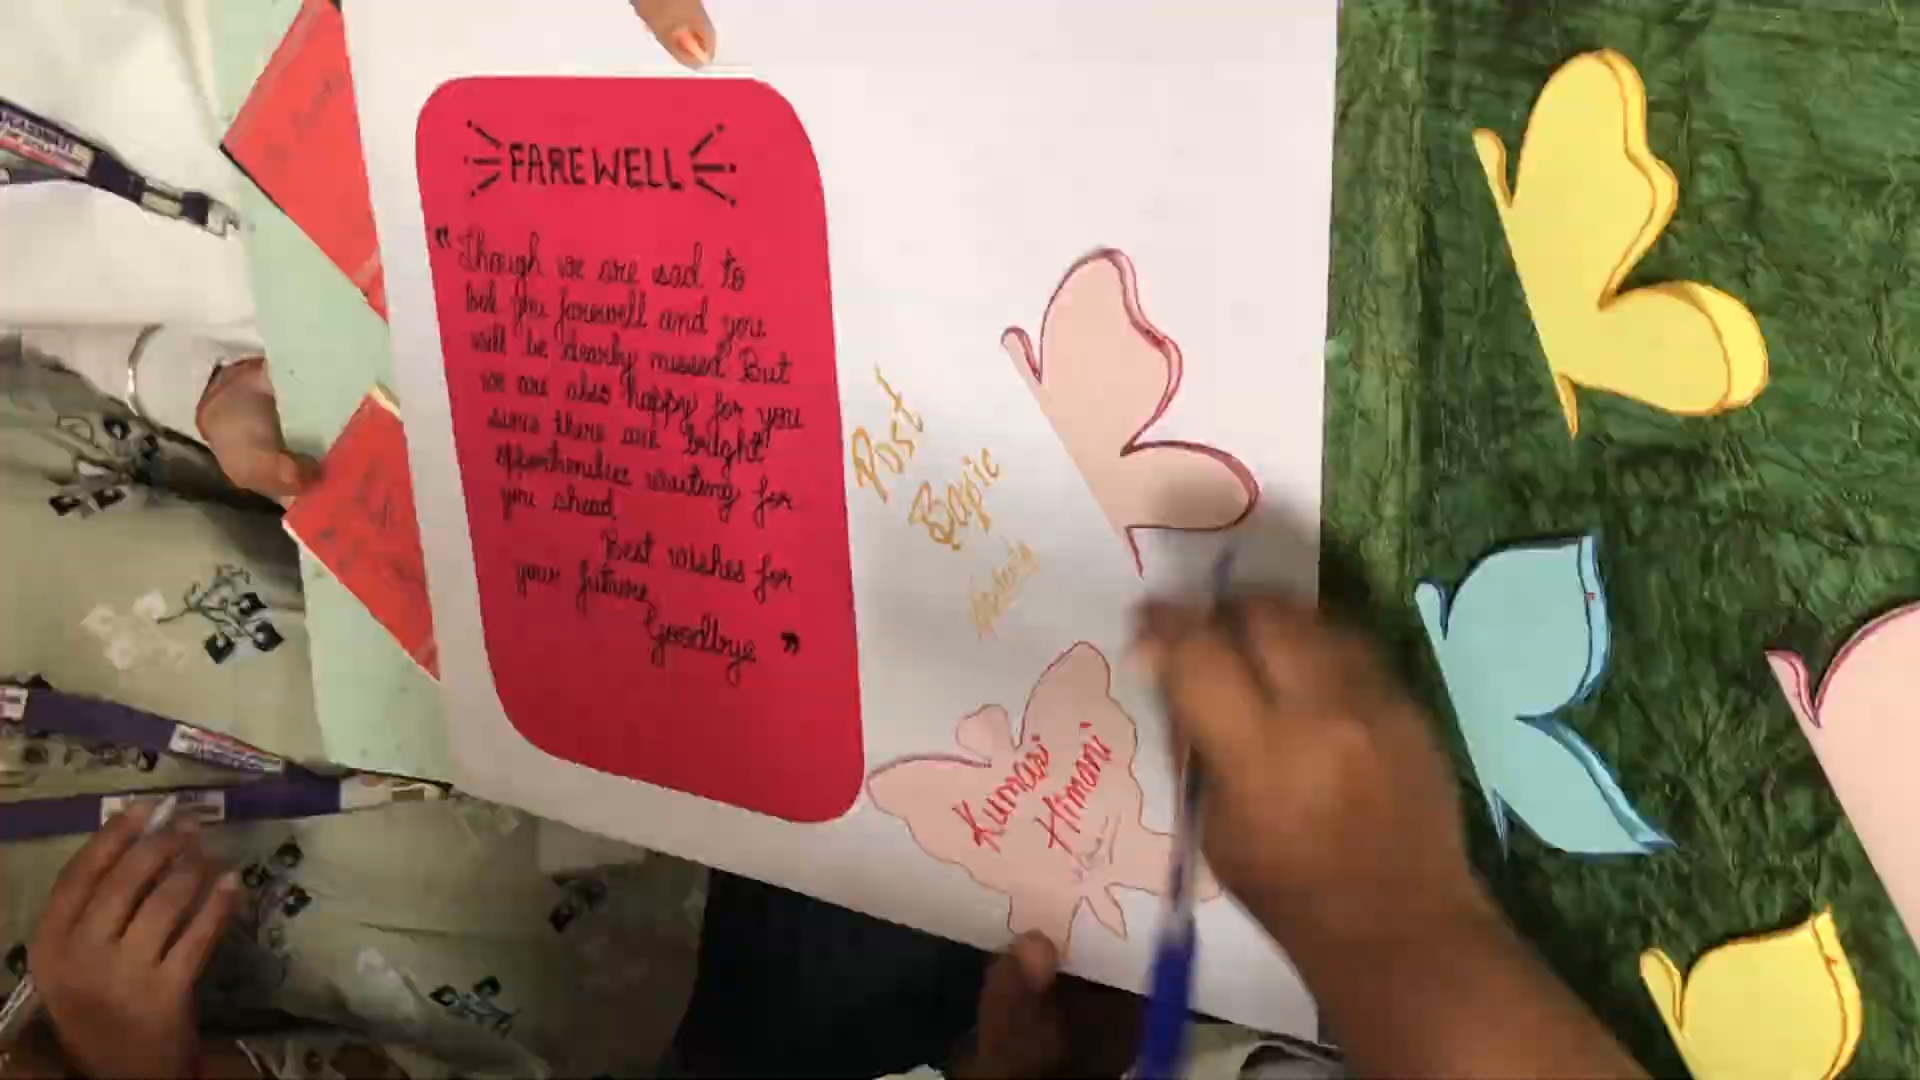 FAREWELL
"Though we are sad to
bid you farewell and you
will be dearly missed. But
we are also happy for you
since there are bright
opportunities waiting for
you ahead
Best wishes for
your future,
Goodbye"
Post
Basic
Kumari
Himani